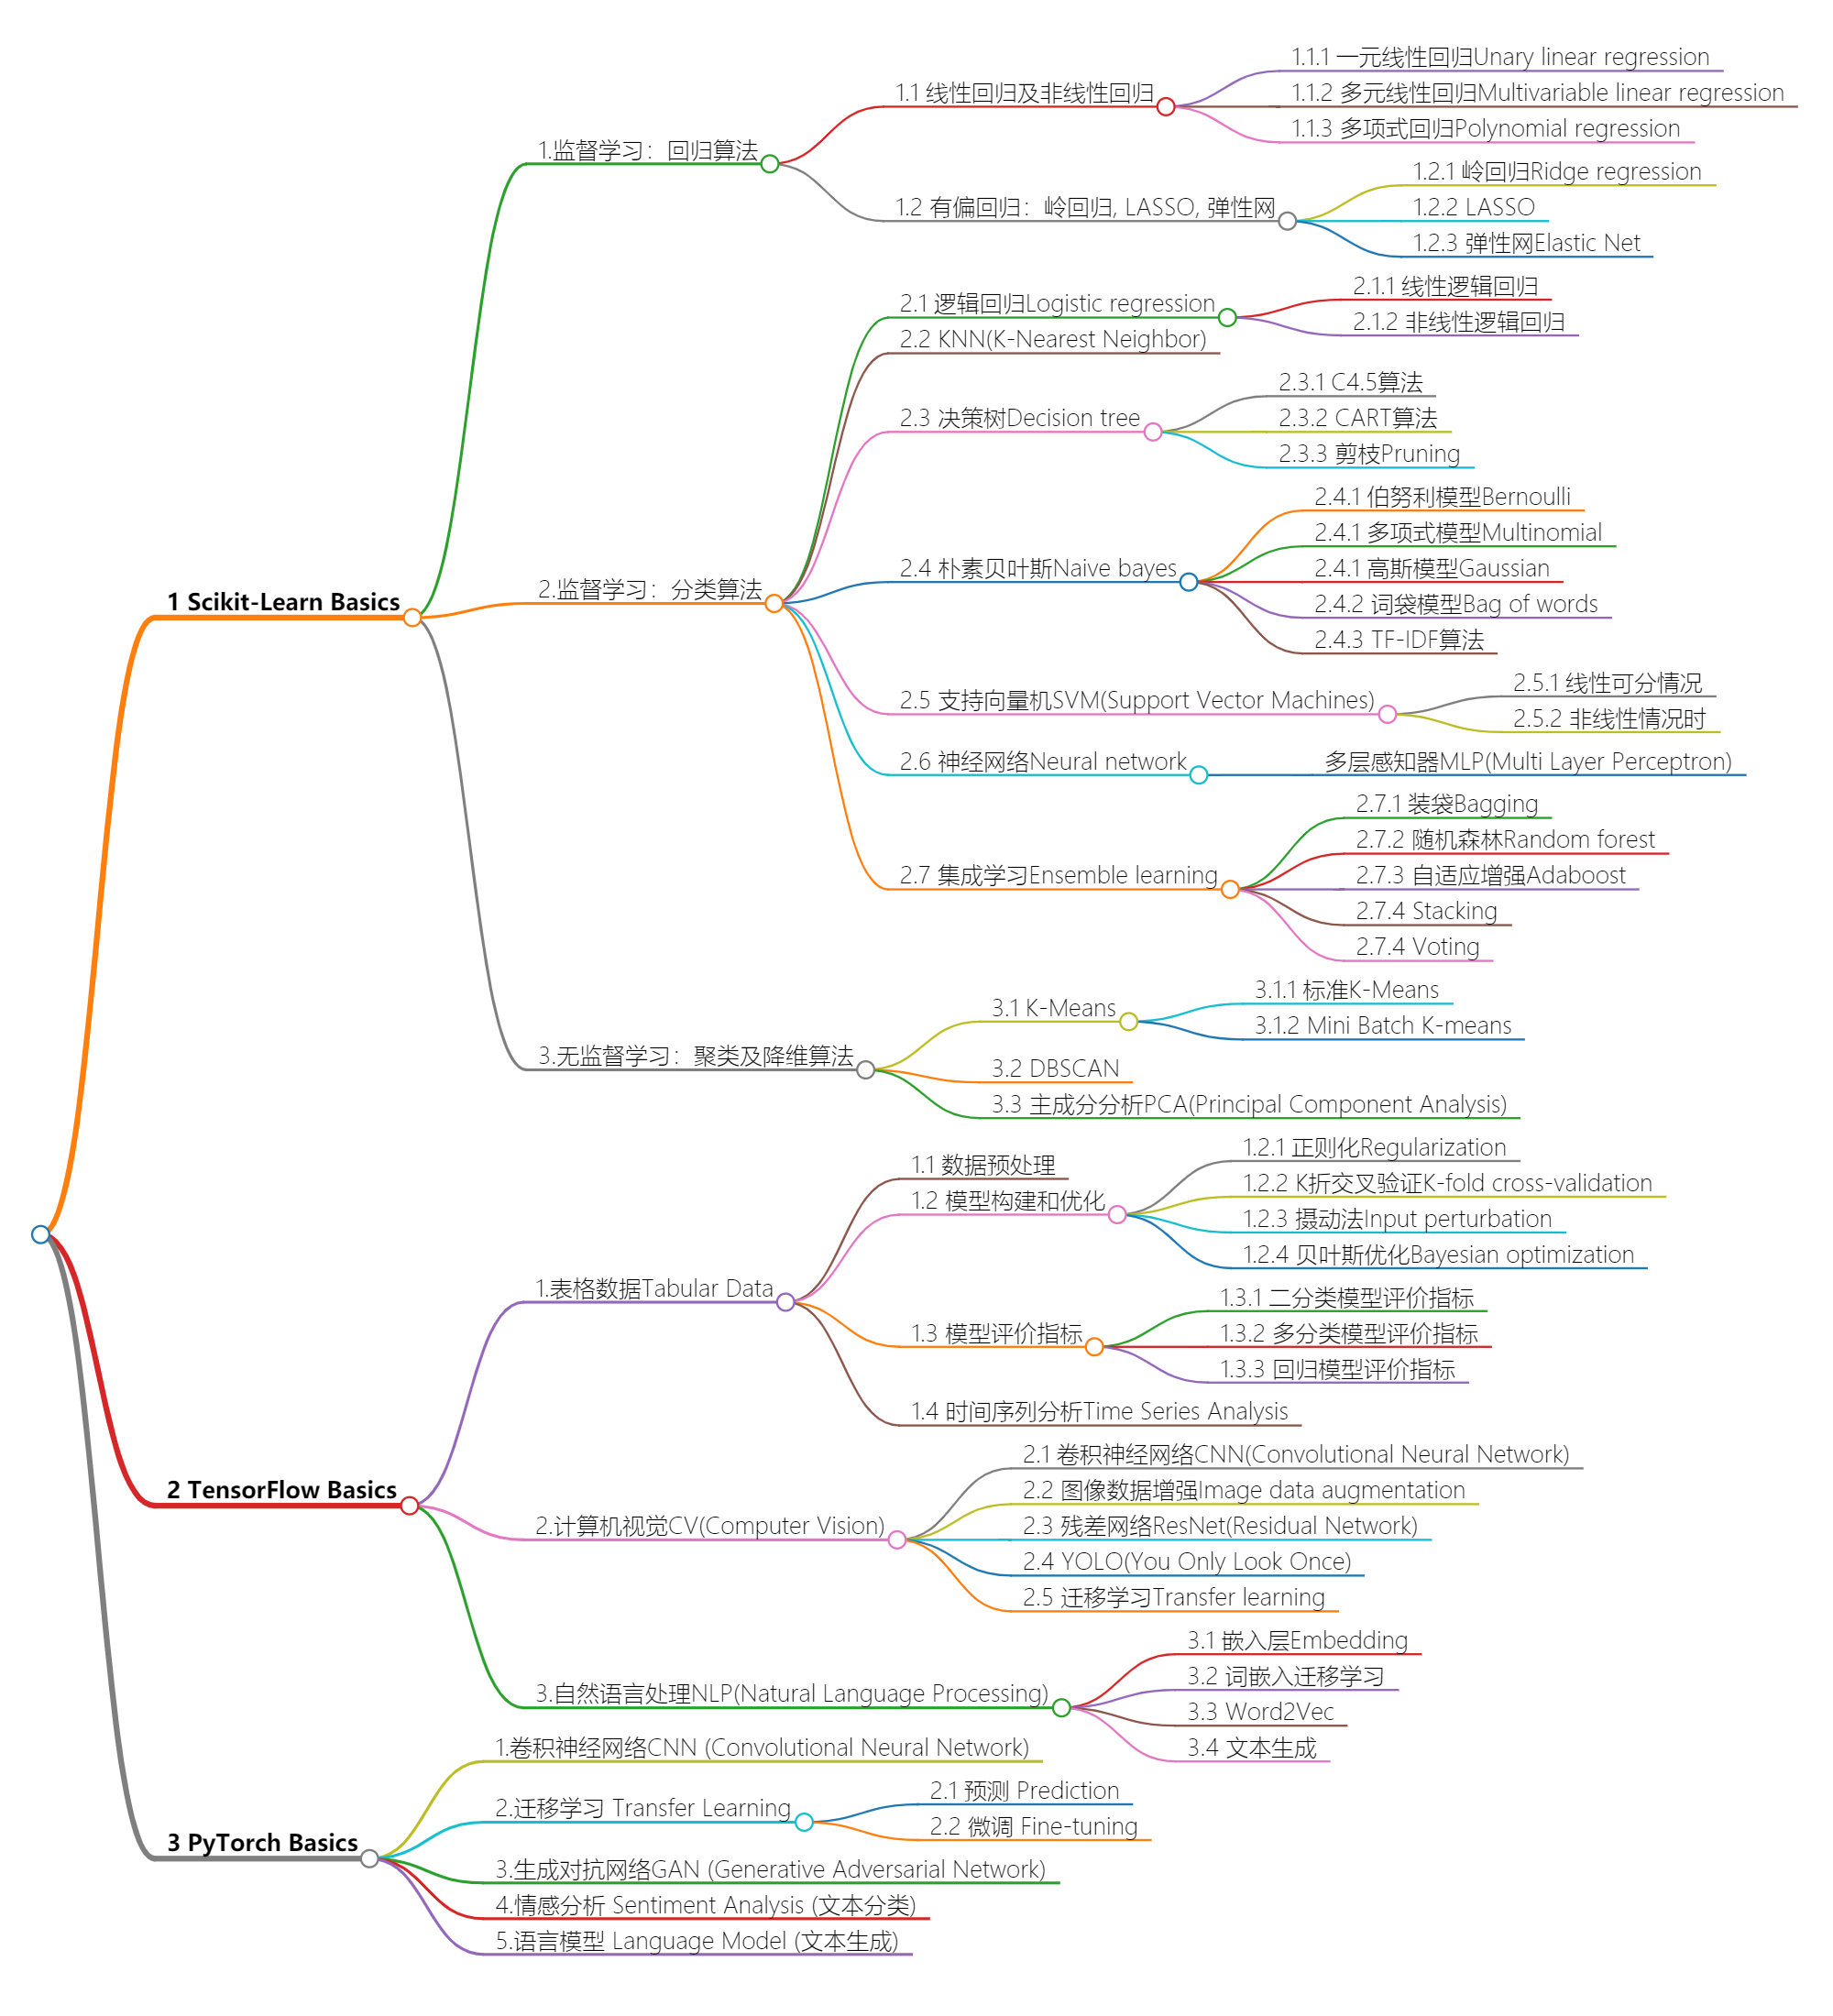 1 Scikit-Learn Basics
1.监督学习：回归算法
1.1 线性回归及非线性回归
1.1.1 一元线性回归Unary linear regression
1.1.2 多元线性回归Multivariable linear regression
1.1.3 多项式回归Polynomial regression
1.2 有偏回归：岭回归, LASSO, 弹性网
1.2.1 岭回归Ridge regression
1.2.2 LASSO
1.2.3 弹性网Elastic Net
2.监督学习：分类算法
2.1 逻辑回归Logistic regression
2.1.1 线性逻辑回归
2.1.2 非线性逻辑回归
2.2 KNN(K-Nearest Neighbor)
2.3 决策树Decision tree
2.3.1 C4.5算法
2.3.2 CART算法
2.3.3 剪枝Pruning
2.4 朴素贝叶斯Naive bayes
2.4.1 伯努利模型Bernoulli
2.4.1 多项式模型Multinomial
2.4.1 高斯模型Gaussian
2.4.2 词袋模型Bag of words
2.4.3 TF-IDF算法
2.5 支持向量机SVM(Support Vector Machines)
2.5.1 线性可分情况
2.5.2 非线性情况时
2.6 神经网络Neural network
多层感知器MLP(Multi Layer Perceptron)
2.7 集成学习Ensemble learning
2.7.1 装袋Bagging
2.7.2 随机森林Random forest
2.7.3 自适应增强Adaboost
2.7.4 Stacking
2.7.4 Voting
3.无监督学习：聚类及降维算法
3.1 K-Means
3.1.1 标准K-Means
3.1.2 Mini Batch K-means
3.2 DBSCAN
3.3 主成分分析PCA(Principal Component Analysis)
2 TensorFlow Basics
1.表格数据Tabular Data
1.1 数据预处理
1.2 模型构建和优化
1.2.1 正则化Regularization
1.2.2 K折交叉验证K-fold cross-validation
1.2.3 摄动法Input perturbation
1.2.4 贝叶斯优化Bayesian optimization
1.3 模型评价指标
1.3.1 二分类模型评价指标
1.3.2 多分类模型评价指标
1.3.3 回归模型评价指标
1.4 时间序列分析Time Series Analysis
2.计算机视觉CV(Computer Vision)
2.1 卷积神经网络CNN(Convolutional Neural Network)
2.2 图像数据增强Image data augmentation
2.3 残差网络ResNet(Residual Network)
2.4 YOLO(You Only Look Once)
2.5 迁移学习Transfer learning
3.自然语言处理NLP(Natural Language Processing)
3.1 嵌入层Embedding
3.2 词嵌入迁移学习
3.3 Word2Vec
3.4 文本生成
3 PyTorch Basics
1.卷积神经网络CNN (Convolutional Neural Network)
2.迁移学习 Transfer Learning
2.1 预测 Prediction
2.2 微调 Fine-tuning
3.生成对抗网络GAN (Generative Adversarial Network)
4.情感分析 Sentiment Analysis (文本分类)
5.语言模型 Language Model (文本生成)